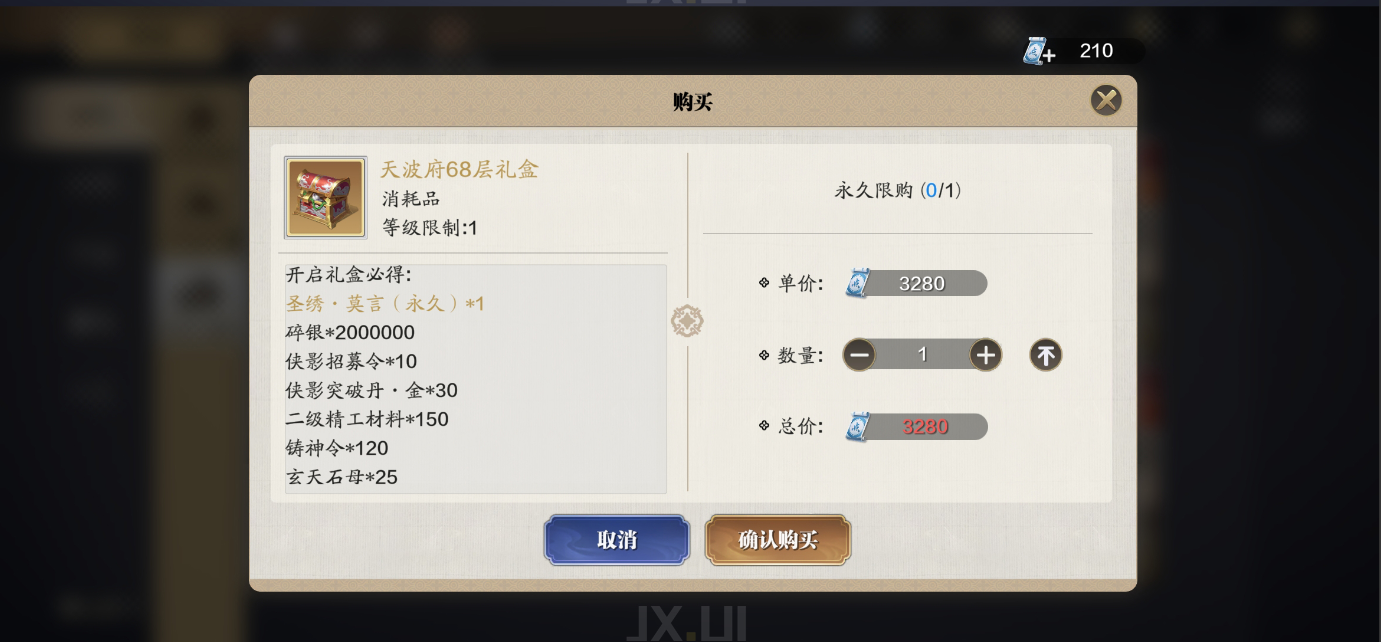 210
购买
天波府68层礼盒
消耗品
等级限制:1
开启礼盒必得:
圣绣·莫言（永久）*1
碎银*2000000
侠影招募令*10
侠影突破丹·金*30
二级精工材料*150
铸神令*120
玄天石母*25
永久限购 (0/1)
单价: 3280
数量: 1
总价: 3280
取消
确认购买
JX.UI